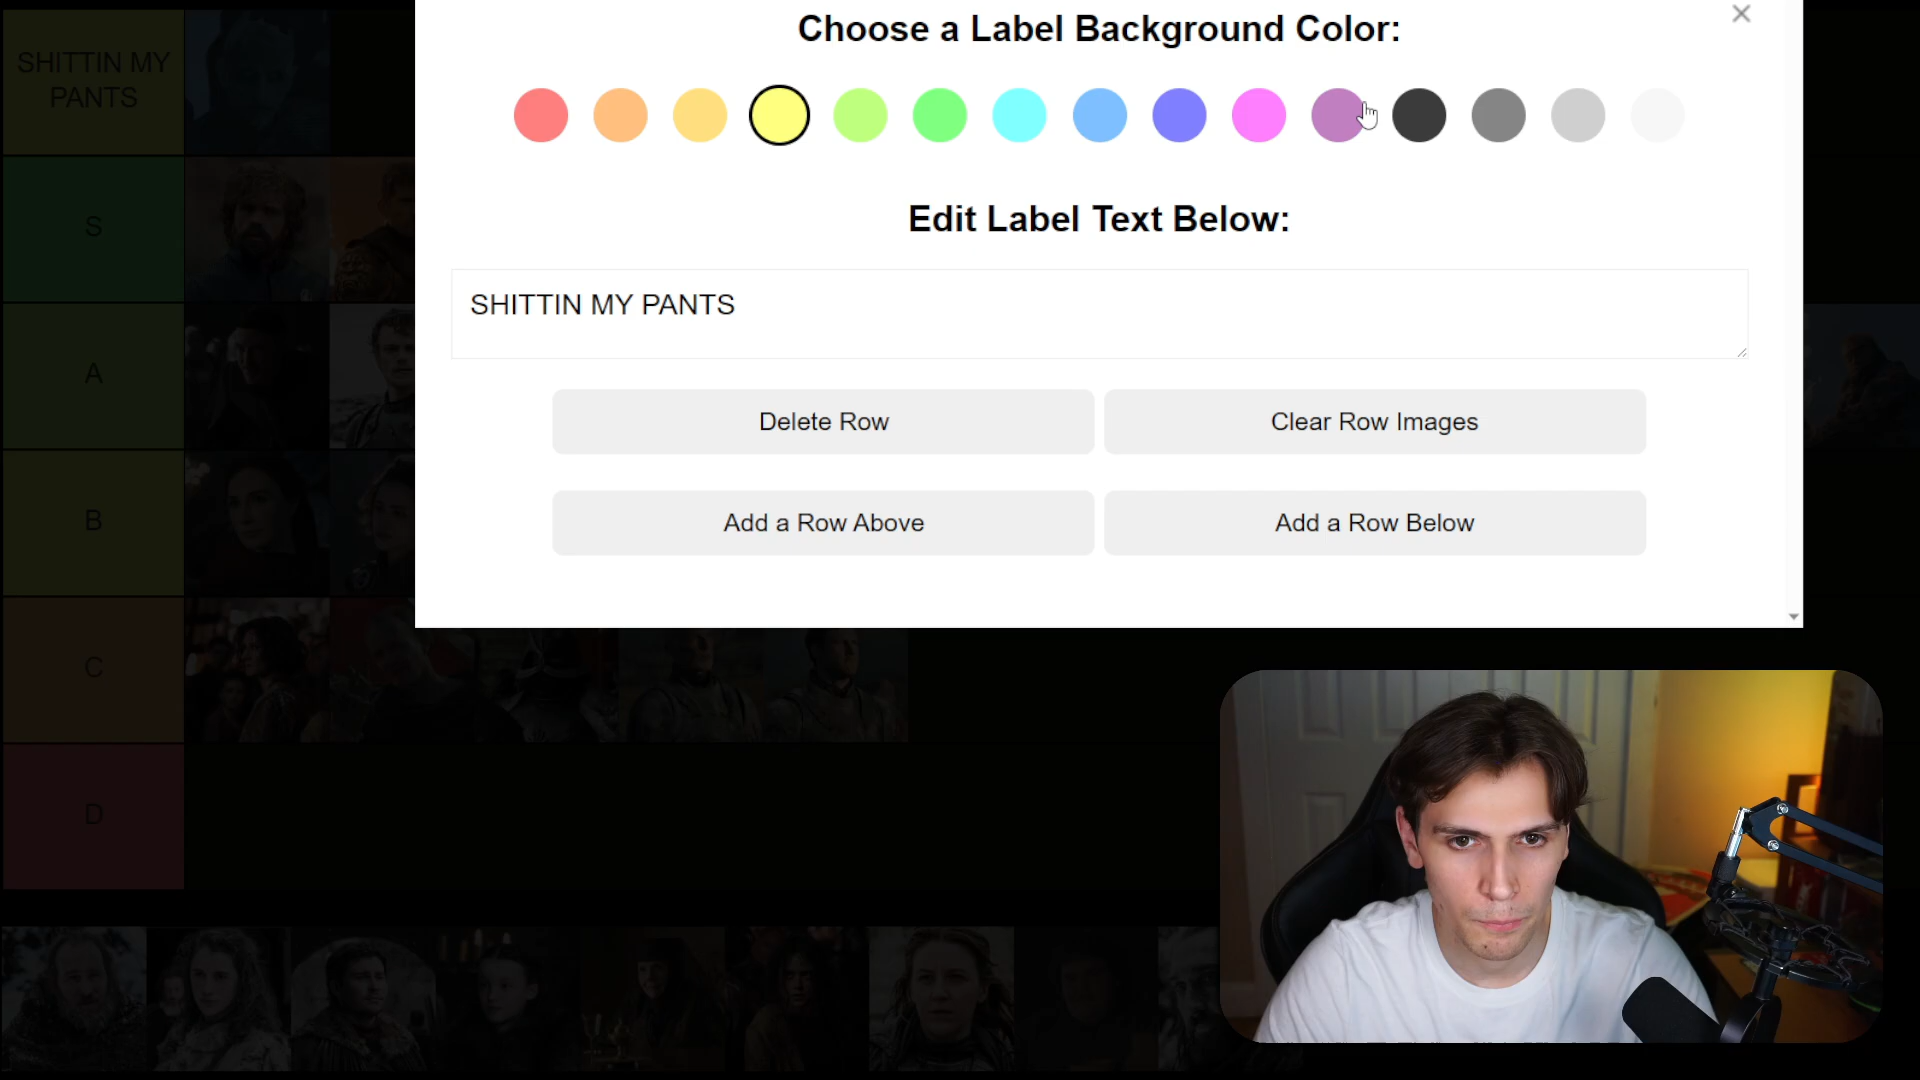 Choose a Label Background Color:
SHITTIN MY
PANTS
S
A
B
C
D
Edit Label Text Below:
SHITTIN MY PANTS
Delete Row
Clear Row Images
Add a Row Above
Add a Row Below